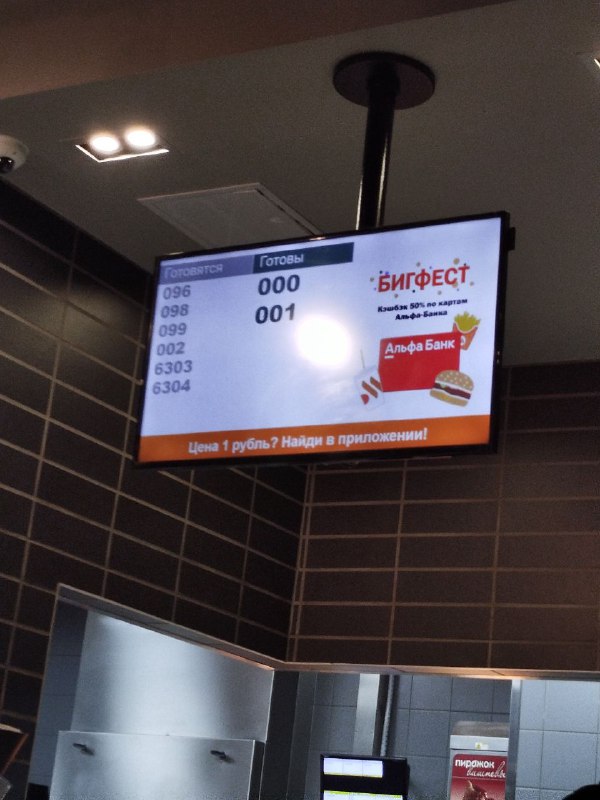 Готовятся
Готовы
096
098
099
002
6303
6304
000
001
БИГФЕСТ
Кэшбэк 50% по картам
Альфа-Банка
Альфа Банк
Цена 1 рубль? Найди в приложении!
пирожок
вишнёвый